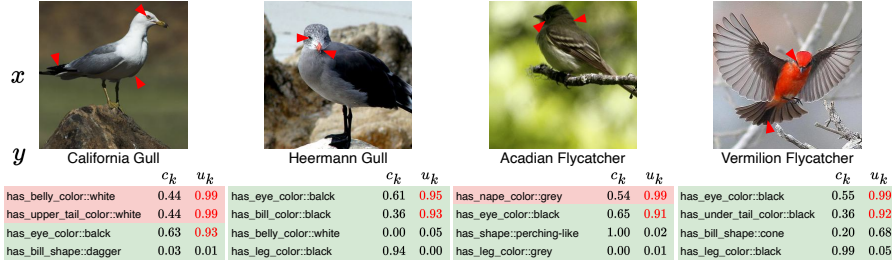 x
y
California Gull Heermann Gull Acadian Flycatcher Vermilion Flycatcher
c_k u_k c_k u_k c_k u_k c_k u_k
has_belly_color::white 0.44 0.99 has_eye_color::balck 0.61 0.95 has_nape_color::grey 0.54 0.99 has_eye_color::black 0.55 0.99
has_upper_tail_color::white 0.44 0.99 has_bill_color::black 0.36 0.93 has_eye_color::black 0.65 0.91 has_under_tail_color::black 0.36 0.92
has_eye_color::balck 0.63 0.93 has_belly_color::white 0.00 0.05 has_shape::perching-like 1.00 0.02 has_bill_shape::cone 0.20 0.68
has_bill_shape::dagger 0.03 0.01 has_leg_color::black 0.94 0.00 has_leg_color::grey 0.00 0.01 has_leg_color::black 0.99 0.05